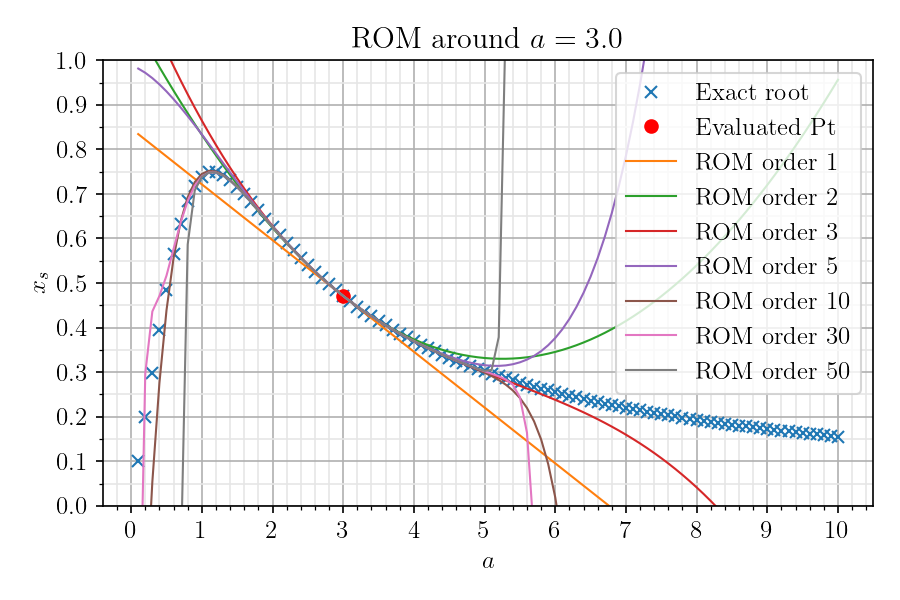 ROM around a = 3.0
1.0
0.9
0.8
0.7
0.6
0.5
0.4
0.3
0.2
0.1
0.0
x_s
Exact root
Evaluated Pt
ROM order 1
ROM order 2
ROM order 3
ROM order 5
ROM order 10
ROM order 30
ROM order 50
0 1 2 3 4 5 6 7 8 9 10
a